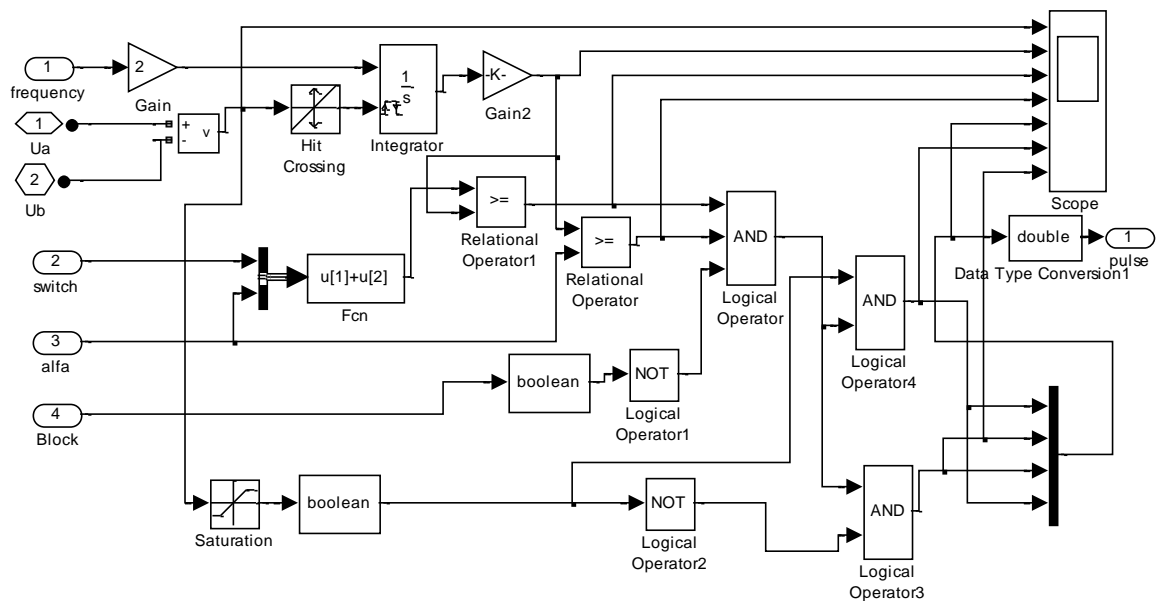 1
frequency
2
Gain
1
s
Integrator
-K-
Gain2
Scope
1
Ua
+
-
v
Hit
Crossing
2
Ub
>=
Relational
Operator1
>=
Relational
Operator
AND
Logical
Operator
double
Data Type Conversion1
1
pulse
2
switch
u[1]+u[2]
Fcn
AND
Logical
Operator4
3
alfa
boolean
NOT
Logical
Operator1
4
Block
Saturation
boolean
NOT
Logical
Operator2
AND
Logical
Operator3